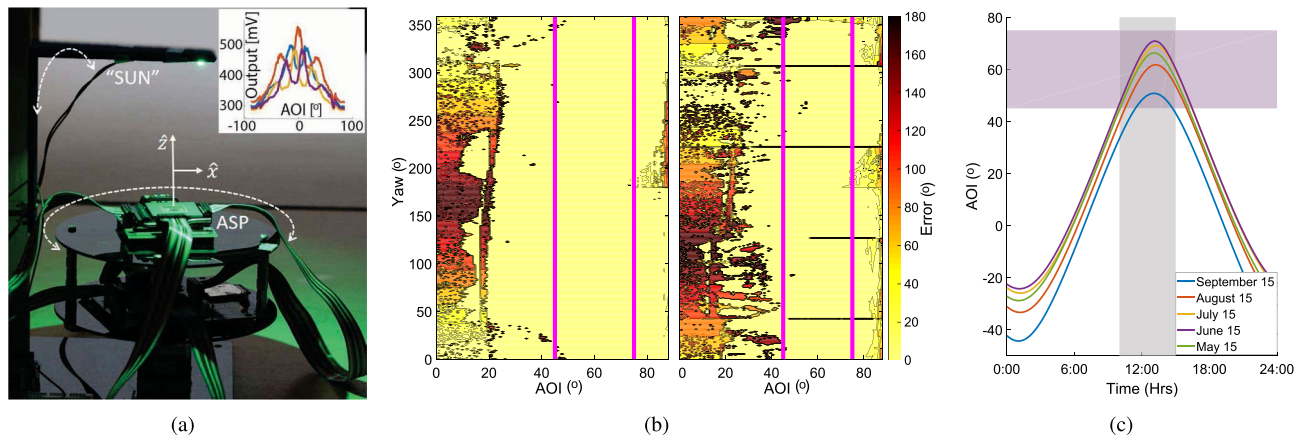 "SUN"
ẑ
x̂
ASP
Output [mV]
500
400
300
-100
0
100
AOI [º]
(a)
Yaw (º)
350
300
250
200
150
100
50
0
0
20
40
60
80
AOI (º)
0
20
40
60
80
AOI (º)
180
160
140
120
100
80
60
40
20
0
Error (º)
(b)
AOI (º)
80
60
40
20
0
-20
-40
September 15
August 15
July 15
June 15
May 15
0:00
6:00
12:00
18:00
24:00
Time (Hrs)
(c)